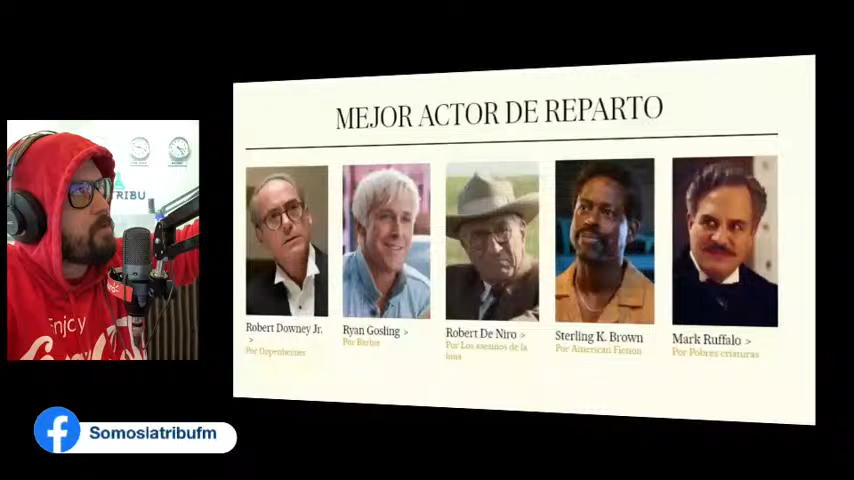 MEJOR ACTOR DE REPARTO
Robert Downey Jr.
>
Por Oppenheimer
Ryan Gosling >
Por Barbie
Robert De Niro >
Por Los asesinos de la
luna
Sterling K. Brown
Por American Fiction
Mark Ruffalo >
Por Pobres criaturas
TRIBU
Enjoy
Somoslatribufm